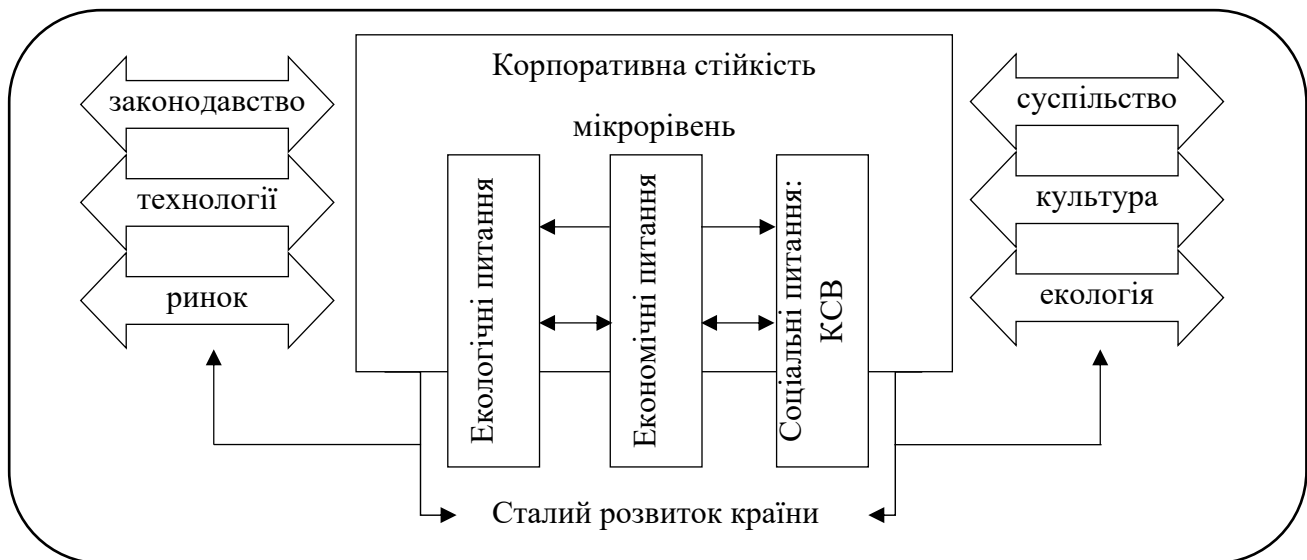 Корпоративна стійкість
мікрорівень
законодавство
технології
ринок
Екологічні питання
Економічні питання
Соціальні питання:
КСВ
суспільство
культура
екологія
Сталий розвиток країни